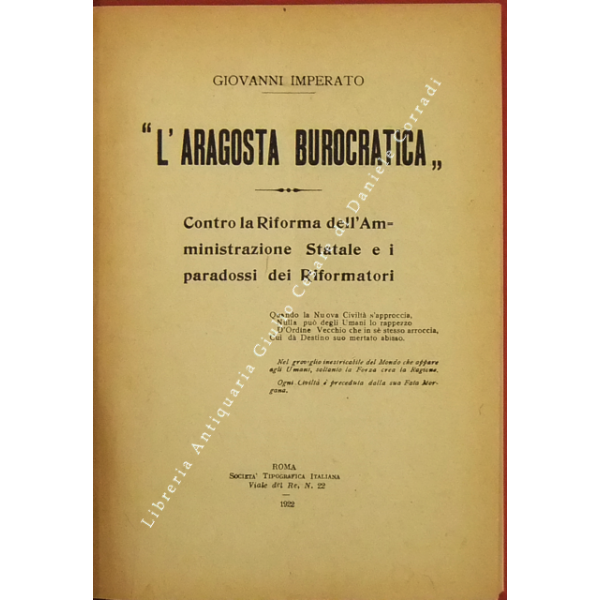 GIOVANNI IMPERATO
“L'ARAGOSTA BUROCRATICA„
Contro la Riforma dell'Am=
ministrazione Statale e i
paradossi dei Riformatori
Quando la Nuova Civiltà s'approccia,
Nulla può degli Umani lo rappezzo
D'Ordine Vecchio che in sè stesso arroccia,
Cui dà Destino suo mertato abisso.
Nel groviglio inestricabile del Mondo che appare
agli Umani, soltanto la Forza crea la Ragione.
Ogni Civiltà è preceduta dalla sua Fata Mor-
gana.
ROMA
SOCIETA' TIPOGRAFICA ITALIANA
Viale del Re, N. 22
1922
Libreria Antiquaria Giulio Cesare di Daniele Corradi